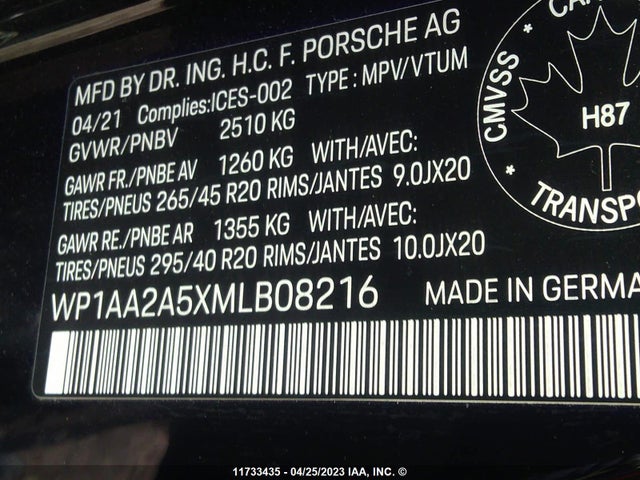 MFD BY DR. ING. H.C. F. PORSCHE AG
04/21 Complies:ICES-002 TYPE : MPV/VTUM
GVWR/PNBV 2510 KG
GAWR FR./PNBE AV 1260 KG WITH/AVEC:
TIRES/PNEUS 265/45 R20 RIMS/JANTES 9.0JX20
GAWR RE./PNBE AR 1355 KG WITH/AVEC:
TIRES/PNEUS 295/40 R20 RIMS/JANTES 10.0JX20
WP1AA2A5XMLB08216 MADE IN GERMA
CMVSS
H87
TRANSPO
11733435 - 04/25/2023 IAA, INC. ©